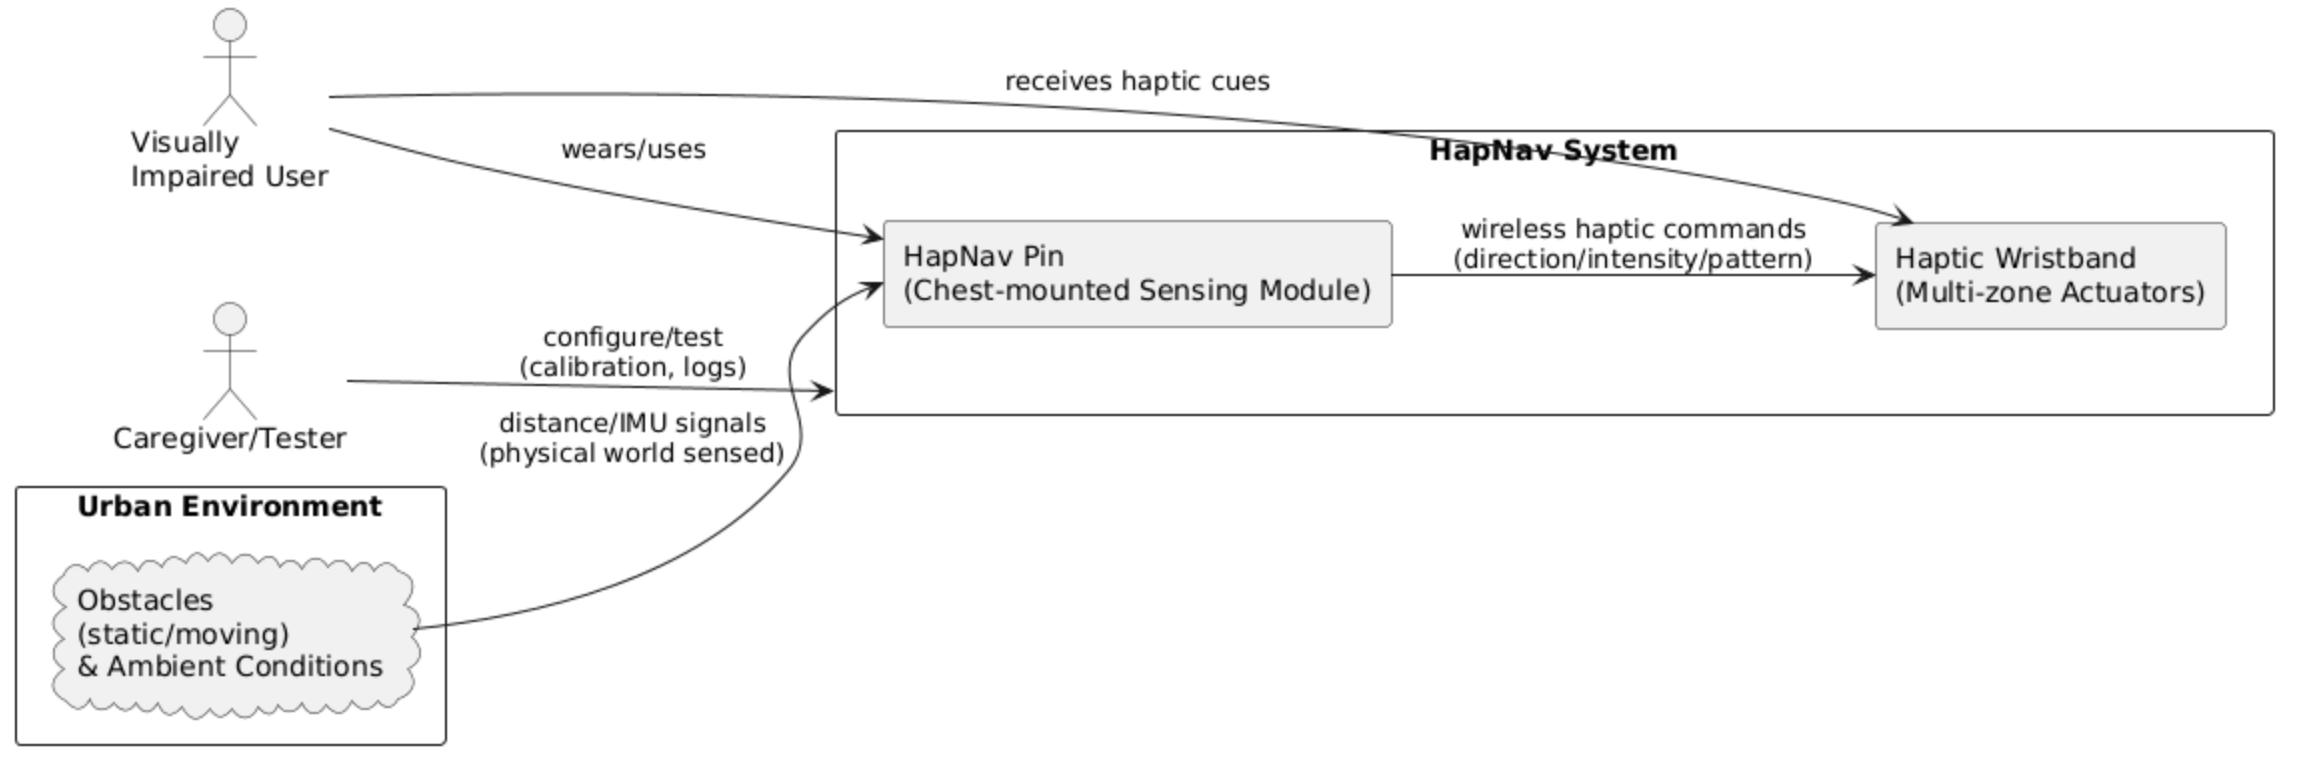 receives haptic cues
Visually
Impaired User
wears/uses
HapNav System
HapNav Pin
(Chest-mounted Sensing Module)
wireless haptic commands
(direction/intensity/pattern)
Haptic Wristband
(Multi-zone Actuators)
configure/test
(calibration, logs)
Caregiver/Tester
distance/IMU signals
(physical world sensed)
Urban Environment
Obstacles
(static/moving)
& Ambient Conditions